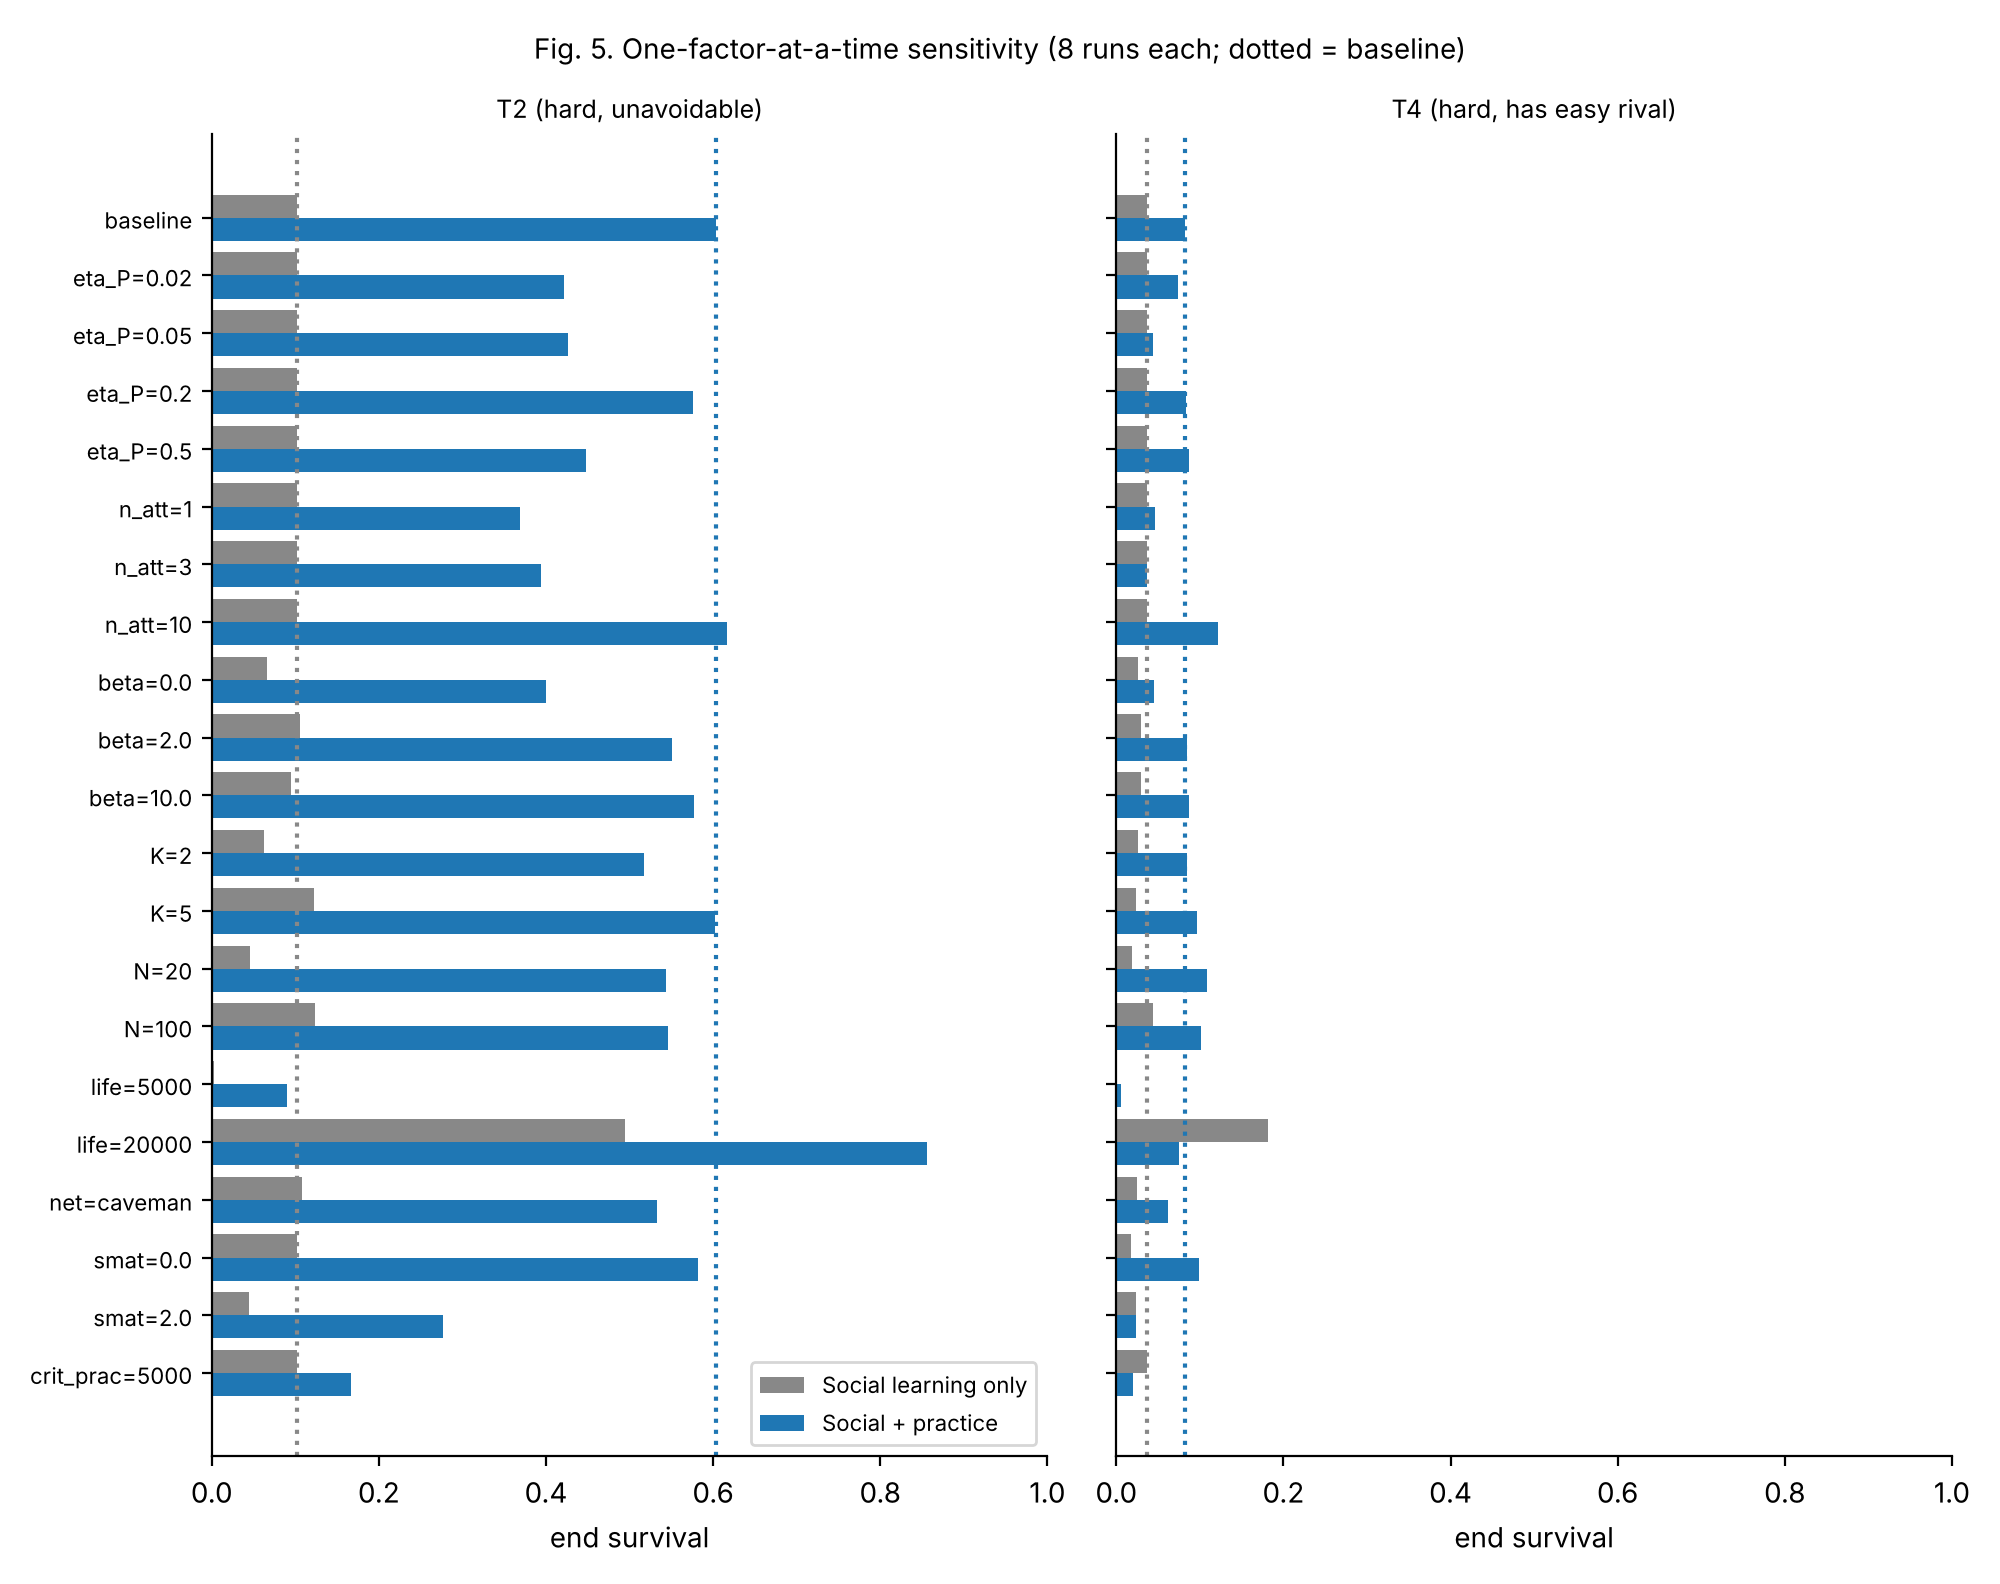 Fig. 5. One-factor-at-a-time sensitivity (8 runs each; dotted = baseline)
T2 (hard, unavoidable)
T4 (hard, has easy rival)
baseline
eta_P=0.02
eta_P=0.05
eta_P=0.2
eta_P=0.5
n_att=1
n_att=3
n_att=10
beta=0.0
beta=2.0
beta=10.0
K=2
K=5
N=20
N=100
life=5000
life=20000
net=caveman
smat=0.0
smat=2.0
crit_prac=5000
Social learning only
Social + practice
0.0 0.2 0.4 0.6 0.8 1.0
0.0 0.2 0.4 0.6 0.8 1.0
end survival
end survival